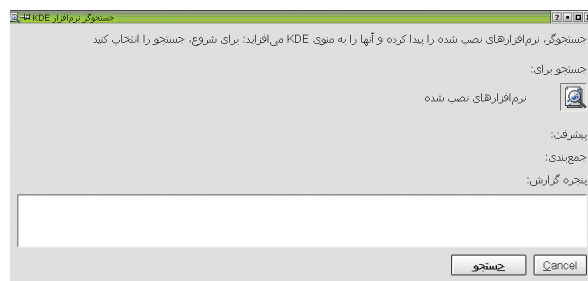 جستجوگر نرم‌افزار KDE
جستجوگر، نرم‌افزارهای نصب شده را پیدا کرده و آنها را به منوی KDE می‌افزاید: برای شروع، جستجو را انتخاب کنید
جستجو برای:
نرم‌افزارهای نصب شده
پیشرفت:
جمع‌بندی:
پنجره گزارش:
جستجو
Cancel